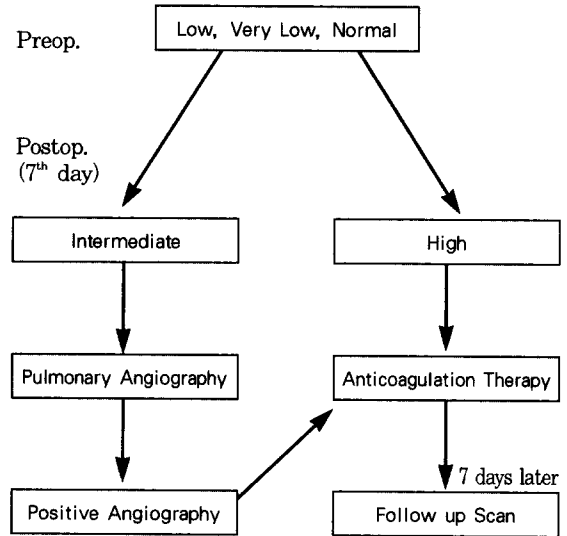 Preop.
Low, Very Low, Normal
Postop.
(7th day)
Intermediate
High
Pulmonary Angiography
Anticoagulation Therapy
7 days later
Positive Angiography
Follow up Scan